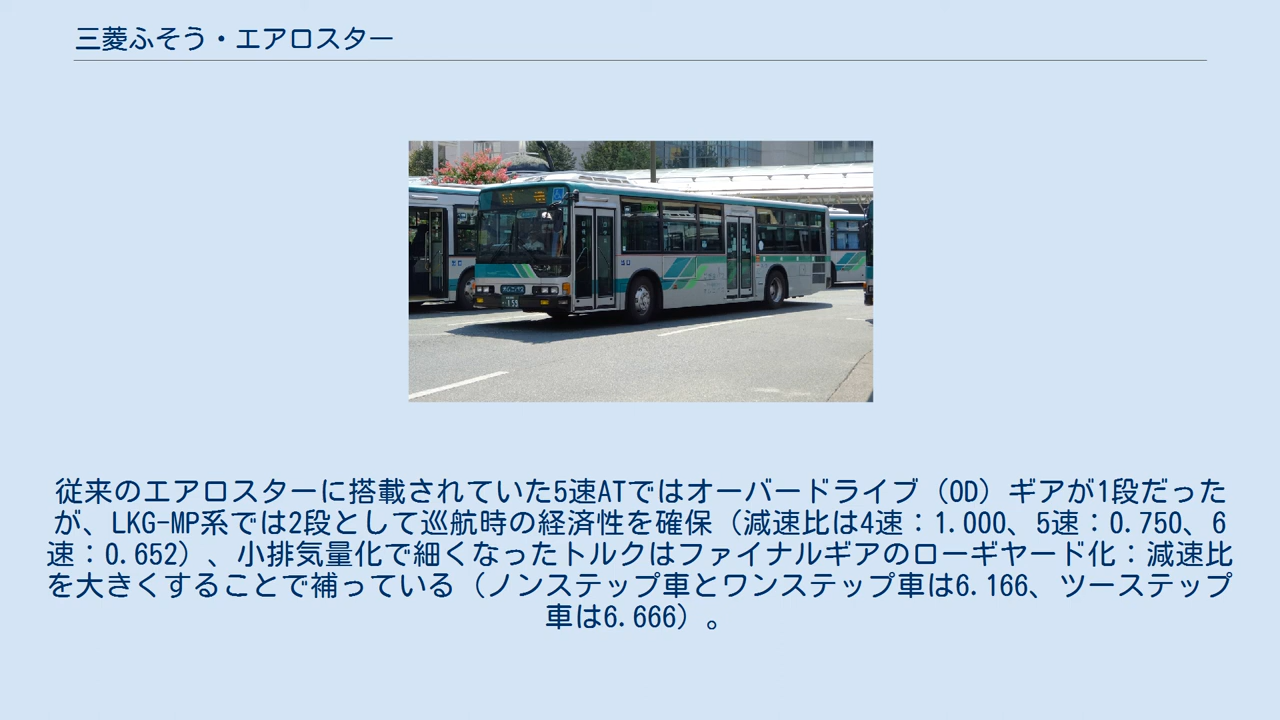 三菱ふそう・エアロスター
従来のエアロスターに搭載されていた5速ATではオーバードライブ（OD）ギアが1段だった
が、LKG-MP系では2段として巡航時の経済性を確保（減速比は4速：1.000、5速：0.750、6
速：0.652）、小排気量化で細くなったトルクはファイナルギアのローギヤード化：減速比
を大きくすることで補っている（ノンステップ車とワンステップ車は6.166、ツーステップ
車は6.666）。